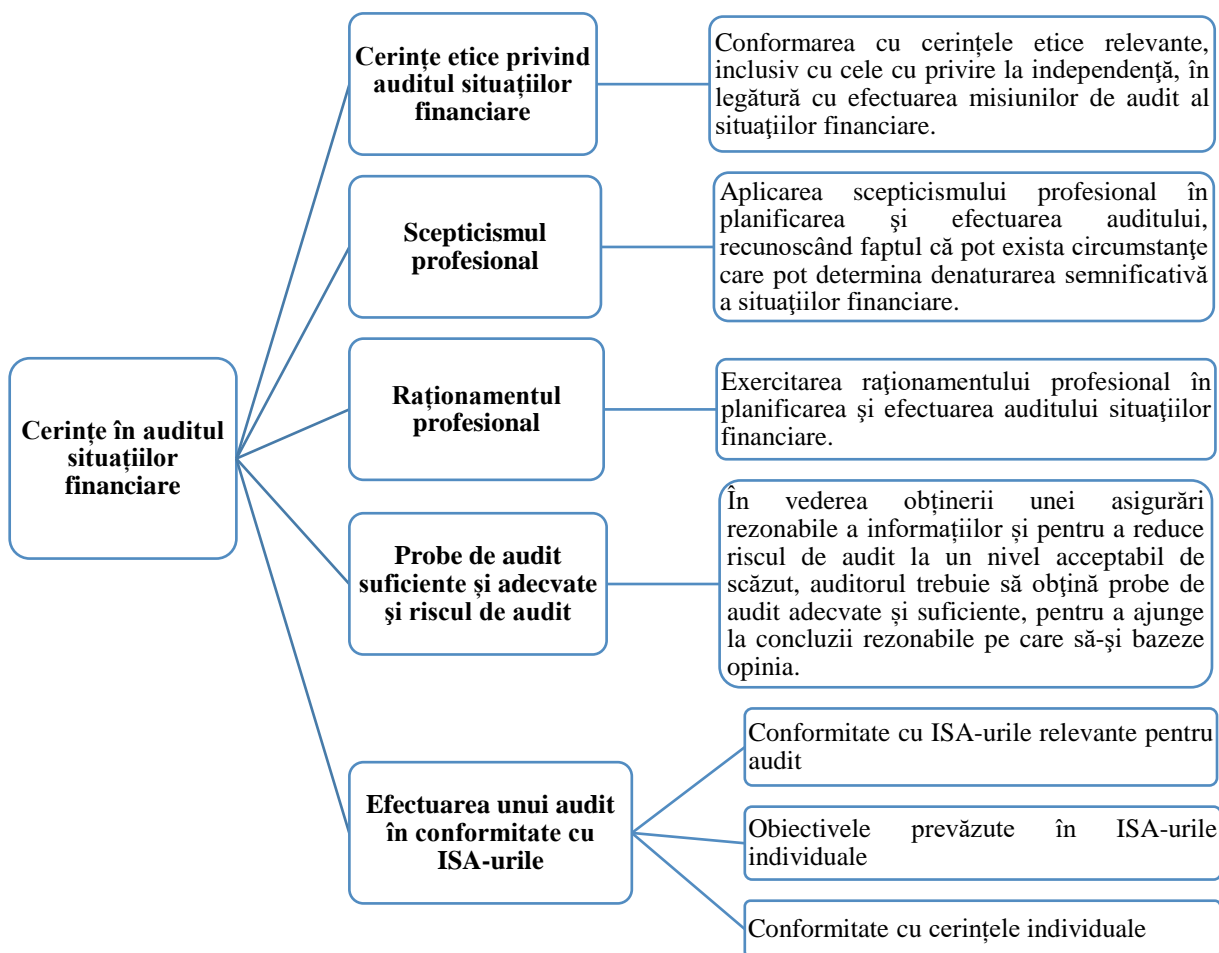 Cerințe în auditul
situațiilor
financiare
Cerințe etice privind
auditul situațiilor
financiare
Conformarea cu cerințele etice relevante,
inclusiv cu cele cu privire la independenţă, în
legătură cu efectuarea misiunilor de audit al
situaţiilor financiare.
Scepticismul
profesional
Aplicarea scepticismului profesional în
planificarea şi efectuarea auditului,
recunoscând faptul că pot exista circumstanţe
care pot determina denaturarea semnificativă
a situaţiilor financiare.
Raționamentul
profesional
Exercitarea raţionamentului profesional în
planificarea şi efectuarea auditului situaţiilor
financiare.
Probe de audit
suficiente și adecvate
şi riscul de audit
În vederea obținerii unei asigurări
rezonabile a informațiilor și pentru a reduce
riscul de audit la un nivel acceptabil de
scăzut, auditorul trebuie să obţină probe de
audit adecvate și suficiente, pentru a ajunge
la concluzii rezonabile pe care să-şi bazeze
opinia.
Efectuarea unui audit
în conformitate cu
ISA-urile
Conformitate cu ISA-urile relevante pentru
audit
Obiectivele prevăzute în ISA-urile
individuale
Conformitate cu cerințele individuale